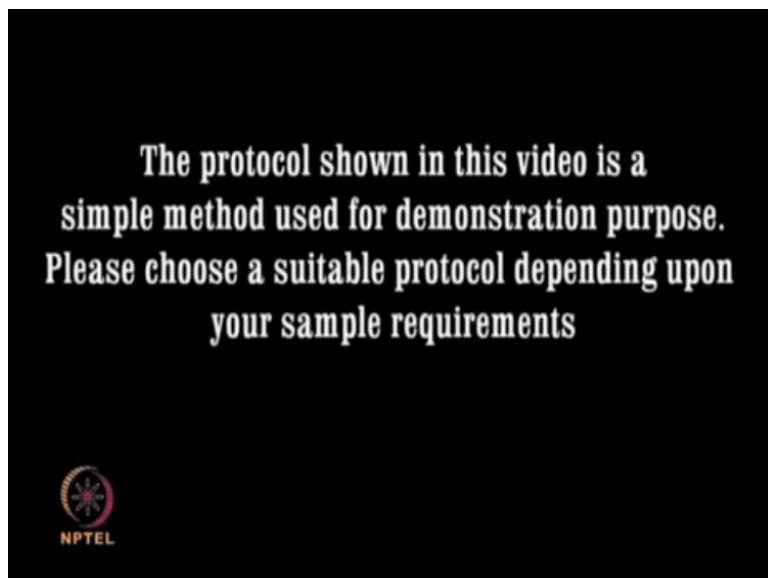 The protocol shown in this video is a
simple method used for demonstration purpose.
Please choose a suitable protocol depending upon
your sample requirements
NPTEL